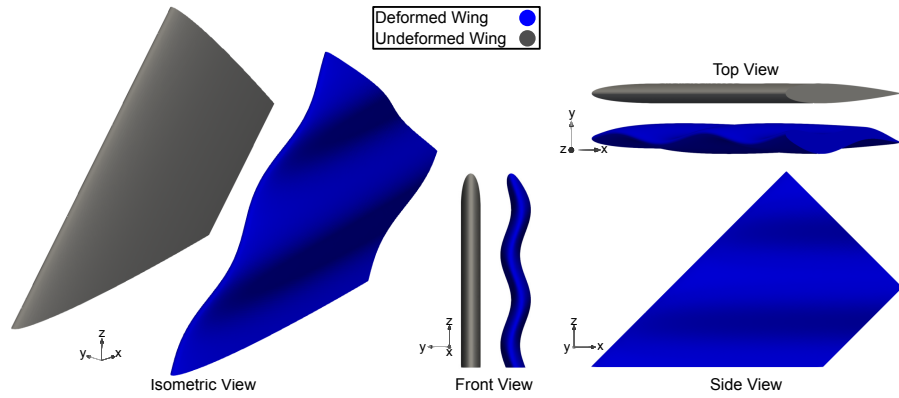 Deformed Wing
Undeformed Wing
Top View
y
z
x
z
y
x
Isometric View
z
y
x
Front View
z
y
x
Side View